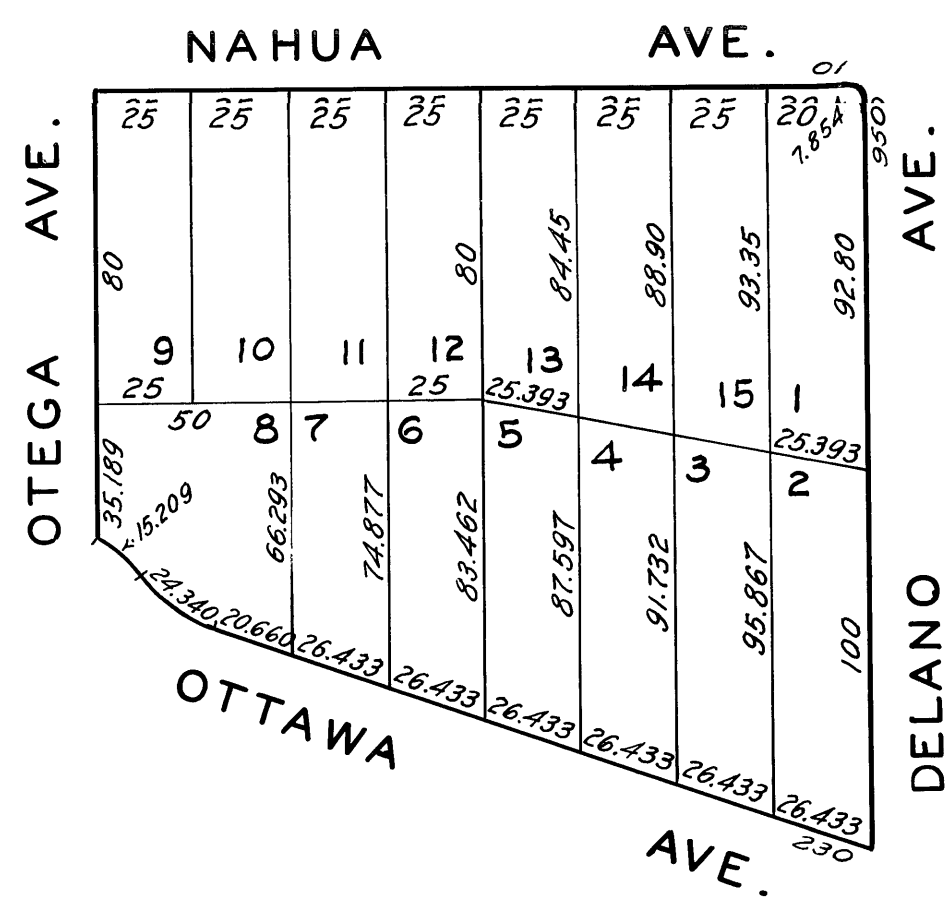 NAHUA AVE.
10
25 25 25 25 25 25 25 20
7.854
950
OTEGA AVE.
DELANO AVE.
80 80 84.45 88.90 93.35 92.80
9 10 11 12 13 14 15 1
25 25 25.393 25.393
50
8 7 6 5 4 3 2
35.189 66.293 74.877 83.462 87.597 91.732 95.867 100
15.209
24.340 20.660 26.433 26.433 26.433 26.433 26.433 26.433
230
OTTAWA AVE.